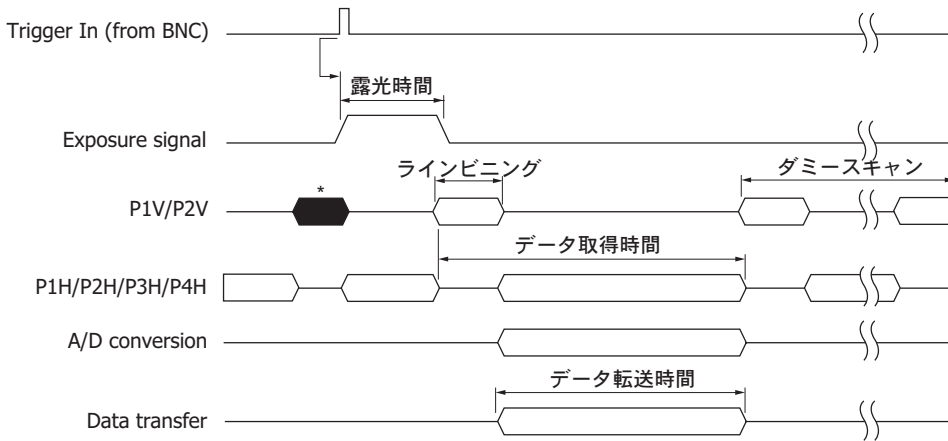 Trigger In (from BNC)
露光時間
Exposure signal
ラインビニング
ダミースキャン
*
P1V/P2V
データ取得時間
P1H/P2H/P3H/P4H
A/D conversion
データ転送時間
Data transfer